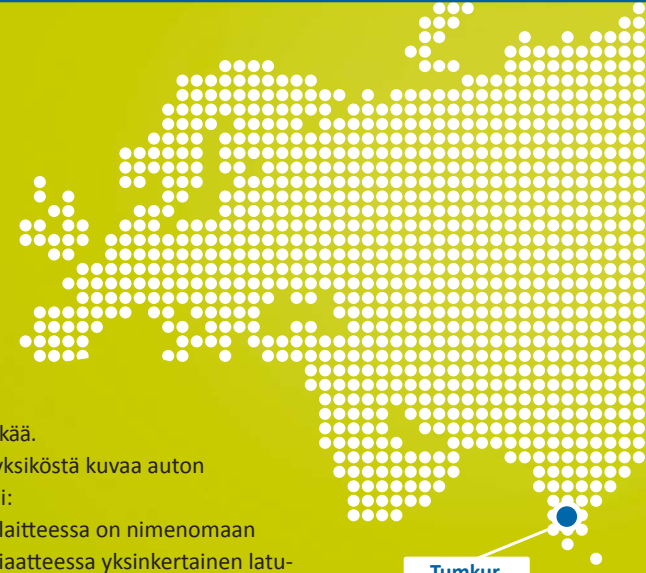 kää.
yksiköstä kuvaa auton
i:
laitteessa on nimenomaan
iaatteessa yksinkertainen latu-
Tumkur